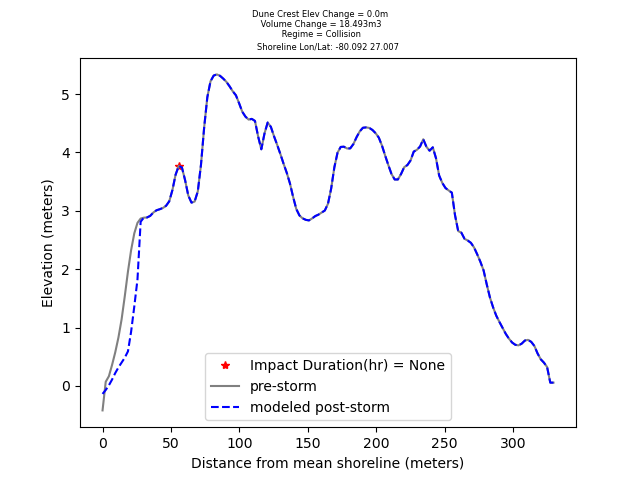 Dune Crest Elev Change = 0.0m
Volume Change = 18.493m3
Regime = Collision
Shoreline Lon/Lat: -80.092 27.007
5
4
3
2
1
0
Elevation (meters)
Impact Duration(hr) = None
pre-storm
modeled post-storm
0 50 100 150 200 250 300
Distance from mean shoreline (meters)